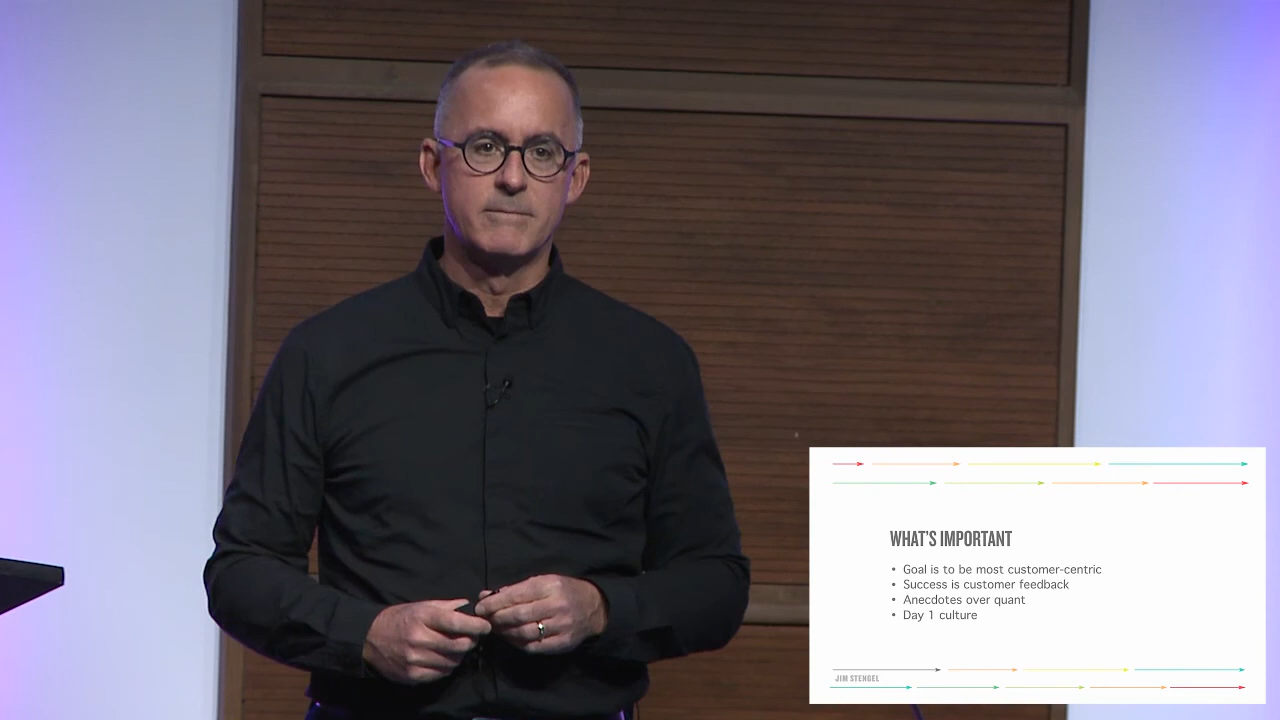 WHAT'S IMPORTANT
• Goal is to be most customer-centric
• Success is customer feedback
• Anecdotes over quant
• Day 1 culture
JIM STENGEL